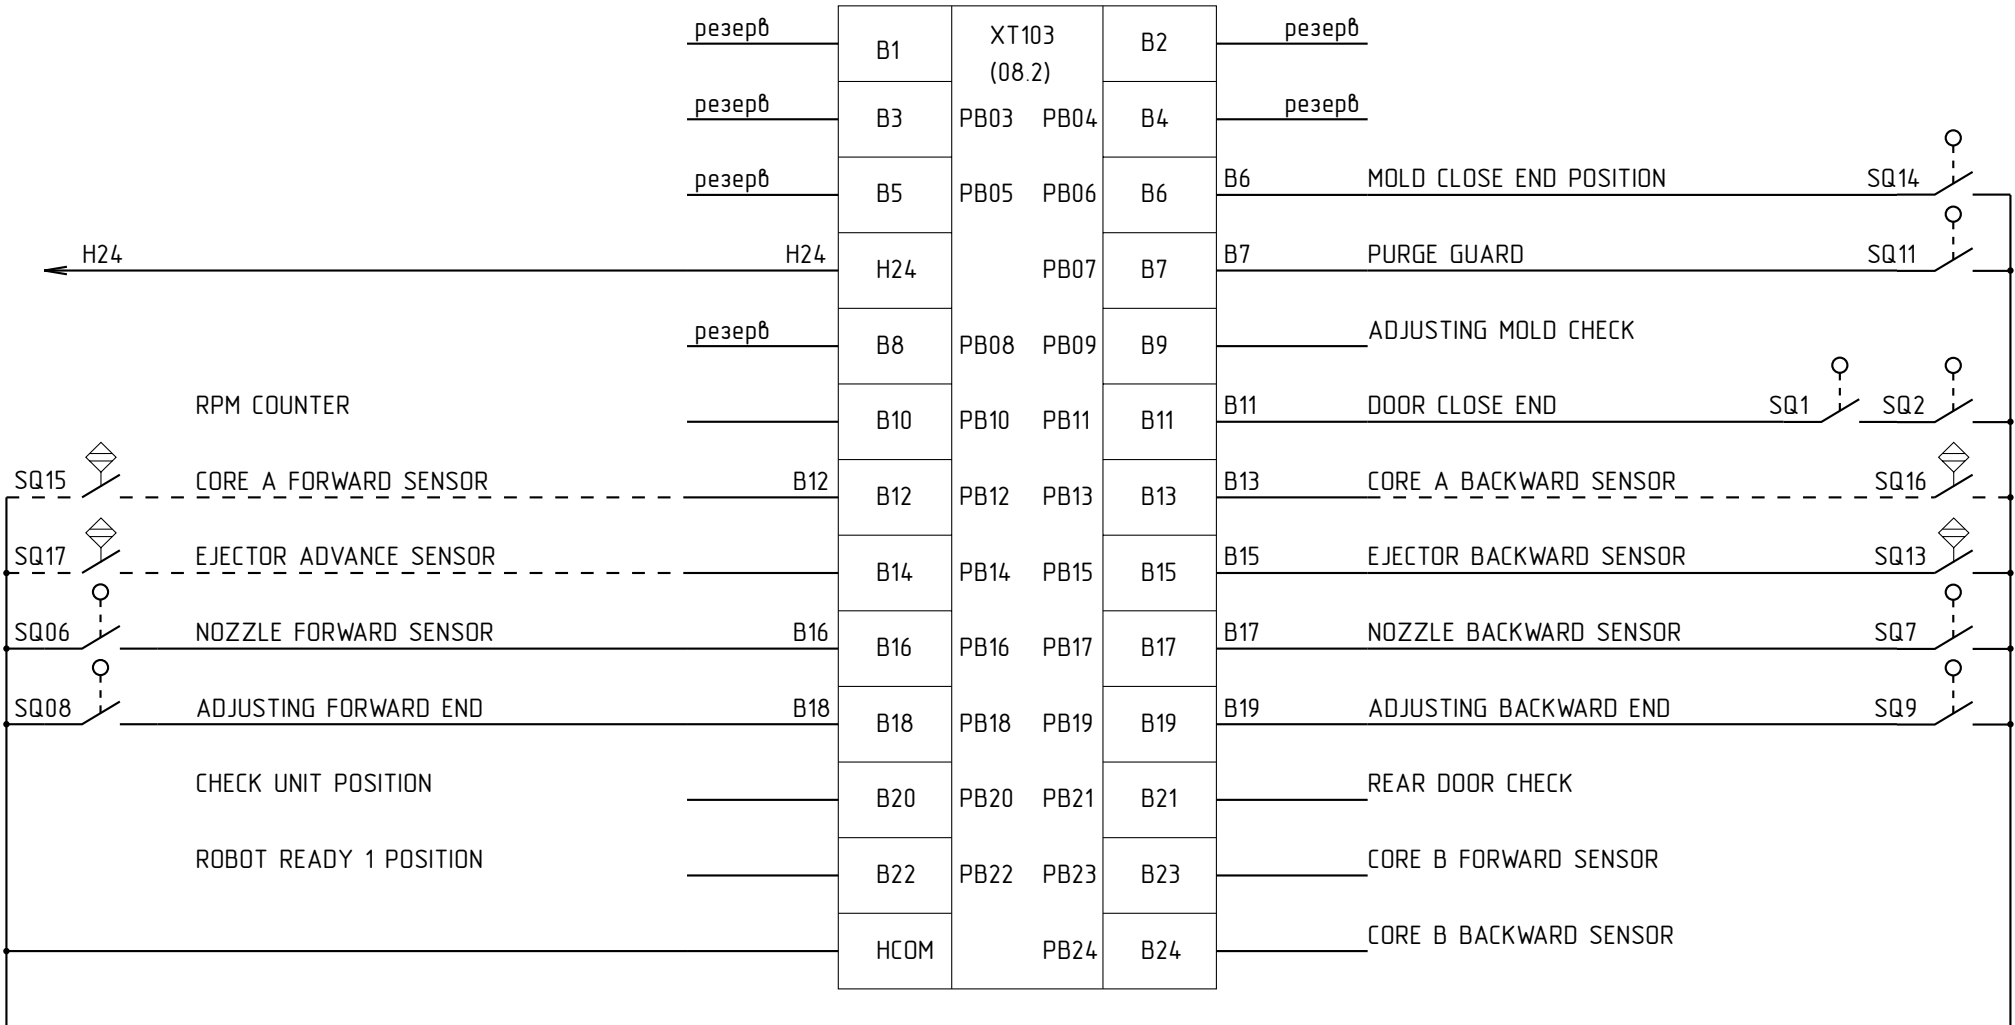 резерв B1 XT103 B2 резерв
(08.2)
резерв B3 PB03 PB04 B4 резерв
резерв B5 PB05 PB06 B6 B6 MOLD CLOSE END POSITION SQ14
H24 H24 H24 PB07 B7 B7 PURGE GUARD SQ11
резерв B8 PB08 PB09 B9 ADJUSTING MOLD CHECK
RPM COUNTER B10 PB10 PB11 B11 B11 DOOR CLOSE END SQ1 SQ2
SQ15 CORE A FORWARD SENSOR B12 B12 PB12 PB13 B13 B13 CORE A BACKWARD SENSOR SQ16
SQ17 EJECTOR ADVANCE SENSOR B14 PB14 PB15 B15 B15 EJECTOR BACKWARD SENSOR SQ13
SQ06 NOZZLE FORWARD SENSOR B16 B16 PB16 PB17 B17 B17 NOZZLE BACKWARD SENSOR SQ7
SQ08 ADJUSTING FORWARD END B18 B18 PB18 PB19 B19 B19 ADJUSTING BACKWARD END SQ9
CHECK UNIT POSITION B20 PB20 PB21 B21 REAR DOOR CHECK
ROBOT READY 1 POSITION B22 PB22 PB23 B23 CORE B FORWARD SENSOR
HCOM PB24 B24 CORE B BACKWARD SENSOR